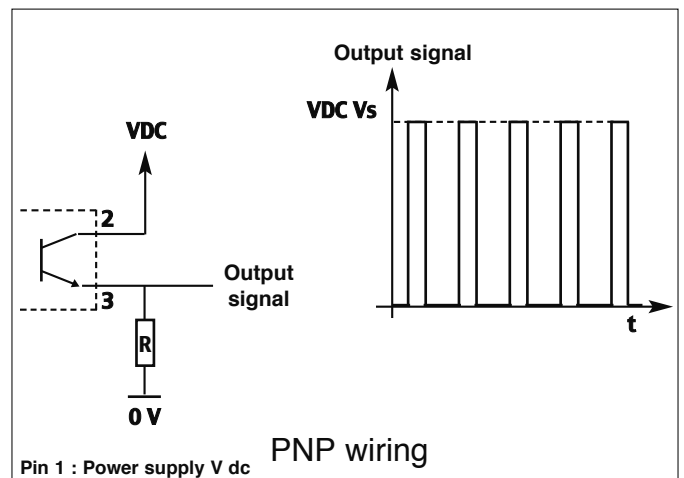 Output signal
VDC Vs
VDC
2
Output
signal
3
R
t
0 V
PNP wiring
Pin 1 : Power supply V dc